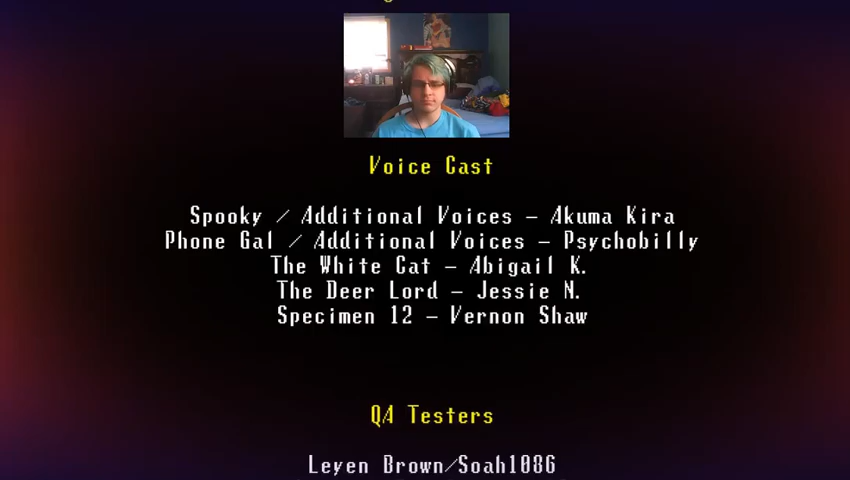 Voice Cast
Spooky / Additional Voices – Akuma Kira
Phone Gal / Additional Voices – Psychobilly
The White Cat – Abigail K.
The Deer Lord – Jessie N.
Specimen 12 – Vernon Shaw
QA Testers
Leyen Brown/Soah1086